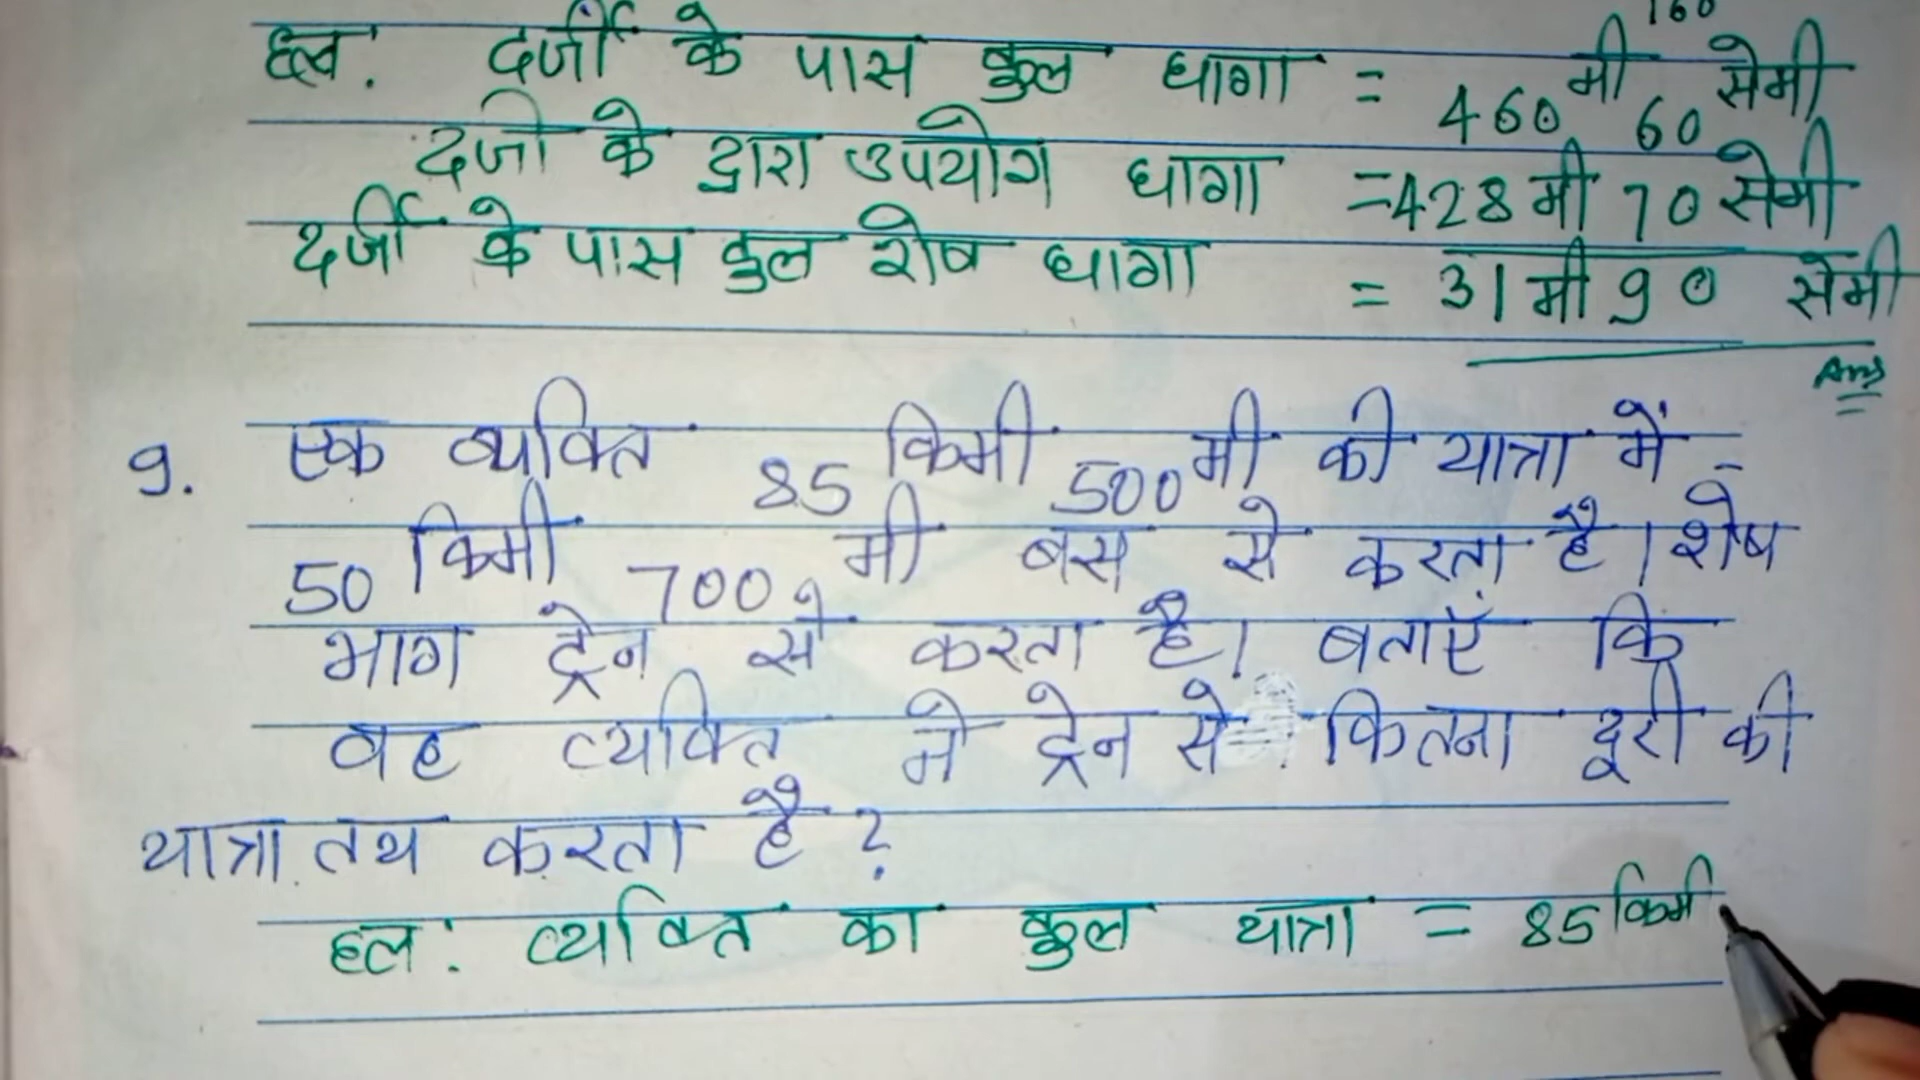 160
हल: दर्जी के पास कुल धागा = 460 मी 60 सेमी
दर्जी के द्वारा उपयोग धागा = 428 मी 70 सेमी
दर्जी के पास कुल शेष धागा = 31 मी 90 सेमी
Ans
9. एक व्यक्ति 85 किमी 500 मी की यात्रा में -
50 किमी 700 मी बस से करता है। शेष
भाग ट्रेन से करता है। बताएँ कि
वह व्यक्ति ने ट्रेन से कितना दूरी की
यात्रा तय करता है ?
हल: व्यक्ति का कुल यात्रा = 85 किमी